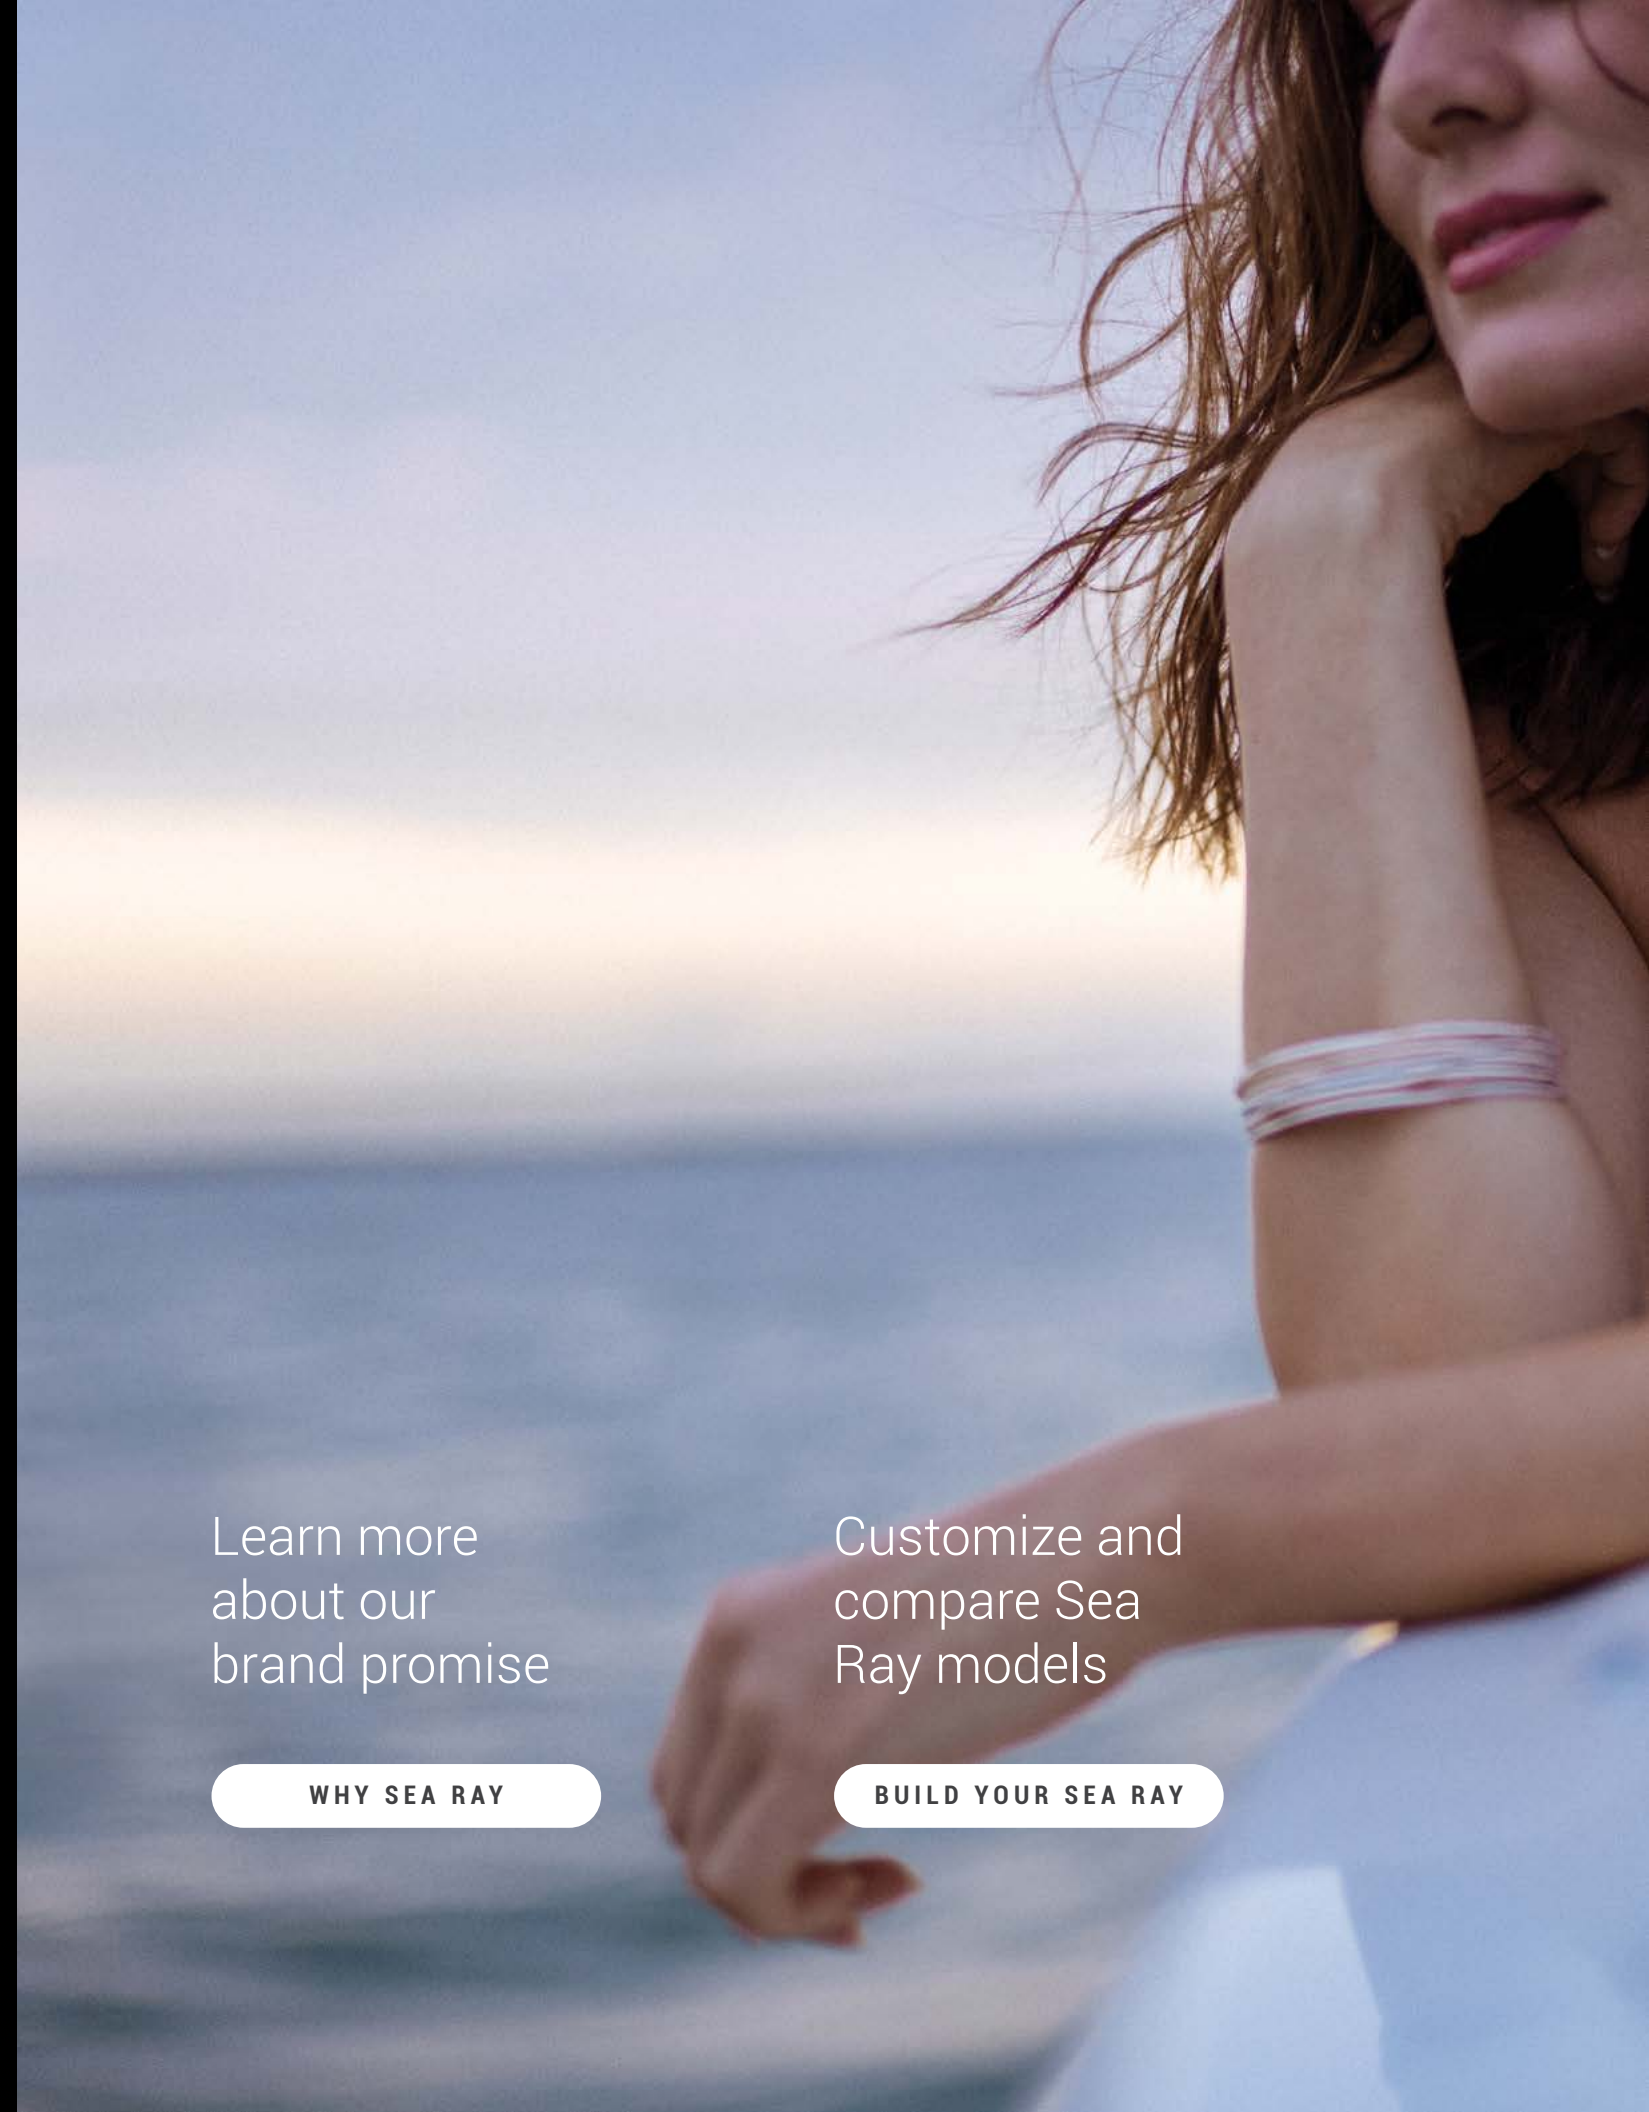 Learn more
about our
brand promise
WHY SEA RAY
Customize and
compare Sea
Ray models
BUILD YOUR SEA RAY